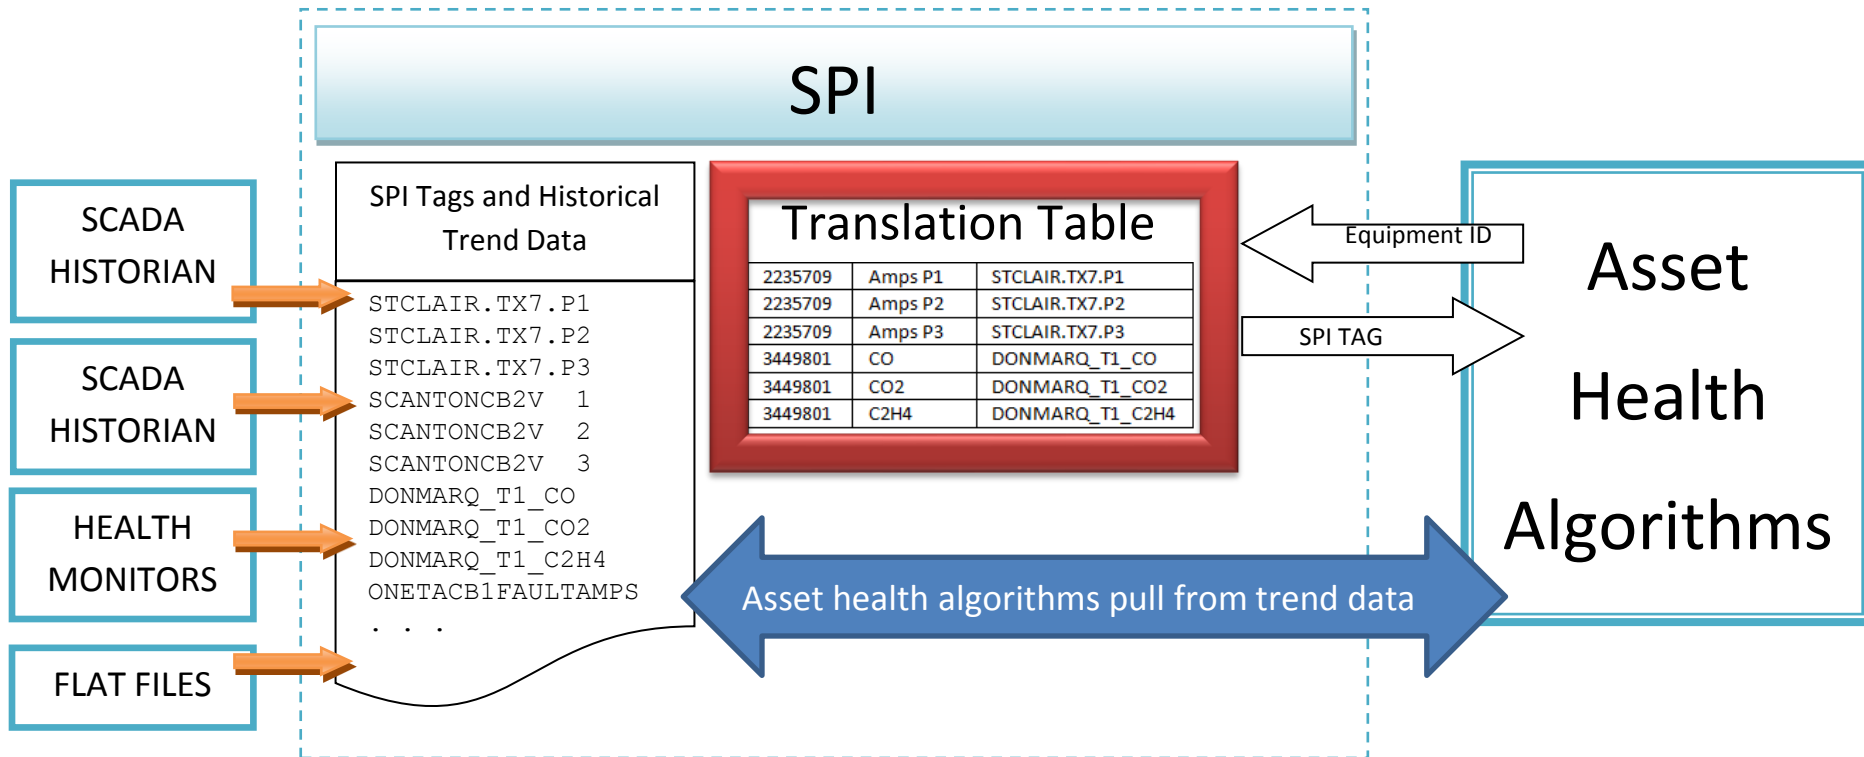 SPI
SCADA
HISTORIAN
SCADA
HISTORIAN
HEALTH
MONITORS
FLAT FILES
SPI Tags and Historical
Trend Data
STCLAIR.TX7.P1
STCLAIR.TX7.P2
STCLAIR.TX7.P3
SCANTONCB2V  1
SCANTONCB2V  2
SCANTONCB2V  3
DONMARQ_T1_CO
DONMARQ_T1_CO2
DONMARQ_T1_C2H4
ONETACB1FAULTAMPS
. . .
Translation Table
2235709 Amps P1 STCLAIR.TX7.P1
2235709 Amps P2 STCLAIR.TX7.P2
2235709 Amps P3 STCLAIR.TX7.P3
3449801 CO DONMARQ_T1_CO
3449801 CO2 DONMARQ_T1_CO2
3449801 C2H4 DONMARQ_T1_C2H4
Equipment ID
SPI TAG
Asset health algorithms pull from trend data
Asset
Health
Algorithms